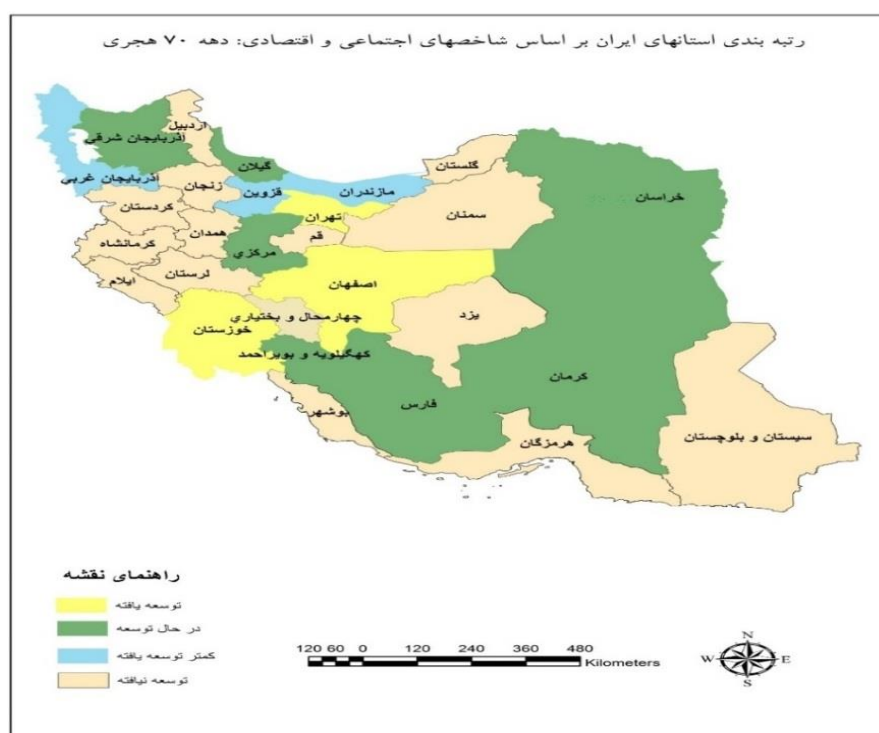 رتبه بندی استانهای ایران بر اساس شاخصهای اجتماعی و اقتصادی: دهه ۷۰ هجری
اردبیل
آذربایجان شرقی
گیلان
گلستان
آذربایجان غربی
زنجان
قزوین
مازندران
خراسان
کردستان
تهران
سمنان
همدان
قم
کرمانشاه
مرکزی
ایلام
لرستان
اصفهان
چهارمحال و بختیاری
یزد
خوزستان
کهگیلویه و بویراحمد
کرمان
فارس
بوشهر
هرمزگان
سیستان و بلوچستان
راهنمای نقشه
توسعه یافته
در حال توسعه
کمتر توسعه یافته
توسعه نیافته
120 60 0 120 240 360 480
Kilometers
N
W E
S